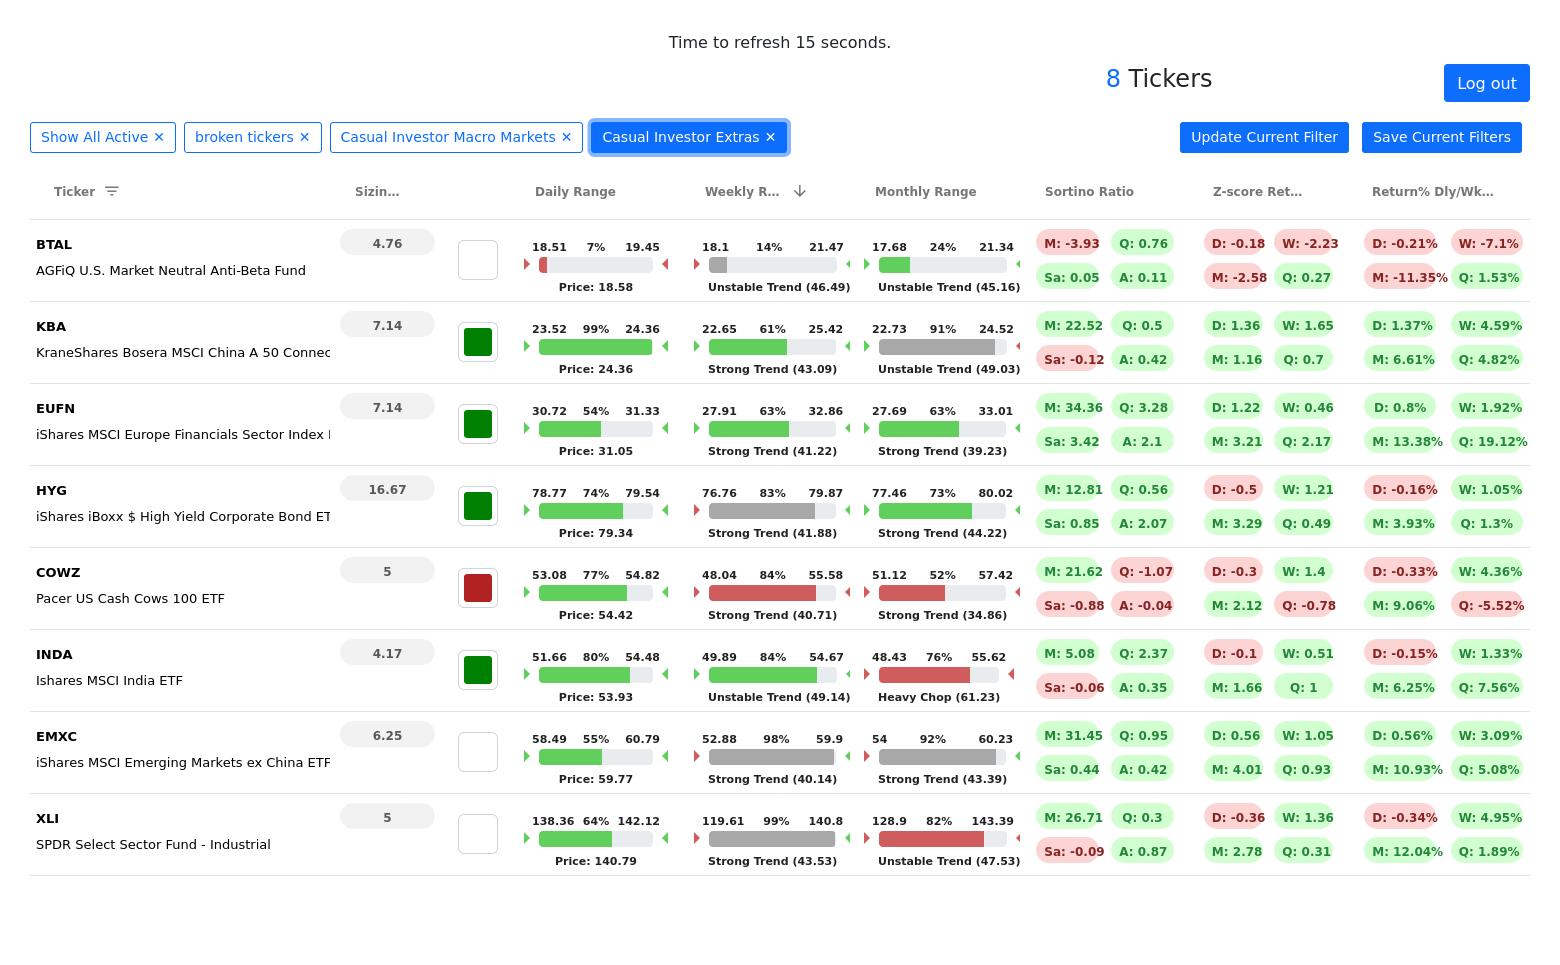 Time to refresh 15 seconds.
8 Tickers
Log out
Show All Active ✕ broken tickers ✕ Casual Investor Macro Markets ✕ Casual Investor Extras ✕ Update Current Filter Save Current Filters
Ticker Sizin... Daily Range Weekly R... Monthly Range Sortino Ratio Z-score Ret... Return% Dly/Wk...
BTAL 4.76 18.51 7% 19.45 18.1 14% 21.47 17.68 24% 21.34 M: -3.93 Q: 0.76 D: -0.18 W: -2.23 D: -0.21% W: -7.1%
AGFiQ U.S. Market Neutral Anti-Beta Fund Sa: 0.05 A: 0.11 M: -2.58 Q: 0.27 M: -11.35% Q: 1.53%
Price: 18.58 Unstable Trend (46.49) Unstable Trend (45.16)
KBA 7.14 23.52 99% 24.36 22.65 61% 25.42 22.73 91% 24.52 M: 22.52 Q: 0.5 D: 1.36 W: 1.65 D: 1.37% W: 4.59%
KraneShares Bosera MSCI China A 50 Connec Sa: -0.12 A: 0.42 M: 1.16 Q: 0.7 M: 6.61% Q: 4.82%
Price: 24.36 Strong Trend (43.09) Unstable Trend (49.03)
EUFN 7.14 30.72 54% 31.33 27.91 63% 32.86 27.69 63% 33.01 M: 34.36 Q: 3.28 D: 1.22 W: 0.46 D: 0.8% W: 1.92%
iShares MSCI Europe Financials Sector Index Sa: 3.42 A: 2.1 M: 3.21 Q: 2.17 M: 13.38% Q: 19.12%
Price: 31.05 Strong Trend (41.22) Strong Trend (39.23)
HYG 16.67 78.77 74% 79.54 76.76 83% 79.87 77.46 73% 80.02 M: 12.81 Q: 0.56 D: -0.5 W: 1.21 D: -0.16% W: 1.05%
iShares iBoxx $ High Yield Corporate Bond ET Sa: 0.85 A: 2.07 M: 3.29 Q: 0.49 M: 3.93% Q: 1.3%
Price: 79.34 Strong Trend (41.88) Strong Trend (44.22)
COWZ 5 53.08 77% 54.82 48.04 84% 55.58 51.12 52% 57.42 M: 21.62 Q: -1.07 D: -0.3 W: 1.4 D: -0.33% W: 4.36%
Pacer US Cash Cows 100 ETF Sa: -0.88 A: -0.04 M: 2.12 Q: -0.78 M: 9.06% Q: -5.52%
Price: 54.42 Strong Trend (40.71) Strong Trend (34.86)
INDA 4.17 51.66 80% 54.48 49.89 84% 54.67 48.43 76% 55.62 M: 5.08 Q: 2.37 D: -0.1 W: 0.51 D: -0.15% W: 1.33%
Ishares MSCI India ETF Sa: -0.06 A: 0.35 M: 1.66 Q: 1 M: 6.25% Q: 7.56%
Price: 53.93 Unstable Trend (49.14) Heavy Chop (61.23)
EMXC 6.25 58.49 55% 60.79 52.88 98% 59.9 54 92% 60.23 M: 31.45 Q: 0.95 D: 0.56 W: 1.05 D: 0.56% W: 3.09%
iShares MSCI Emerging Markets ex China ETF Sa: 0.44 A: 0.42 M: 4.01 Q: 0.93 M: 10.93% Q: 5.08%
Price: 59.77 Strong Trend (40.14) Strong Trend (43.39)
XLI 5 138.36 64% 142.12 119.61 99% 140.8 128.9 82% 143.39 M: 26.71 Q: 0.3 D: -0.36 W: 1.36 D: -0.34% W: 4.95%
SPDR Select Sector Fund - Industrial Sa: -0.09 A: 0.87 M: 2.78 Q: 0.31 M: 12.04% Q: 1.89%
Price: 140.79 Strong Trend (43.53) Unstable Trend (47.53)